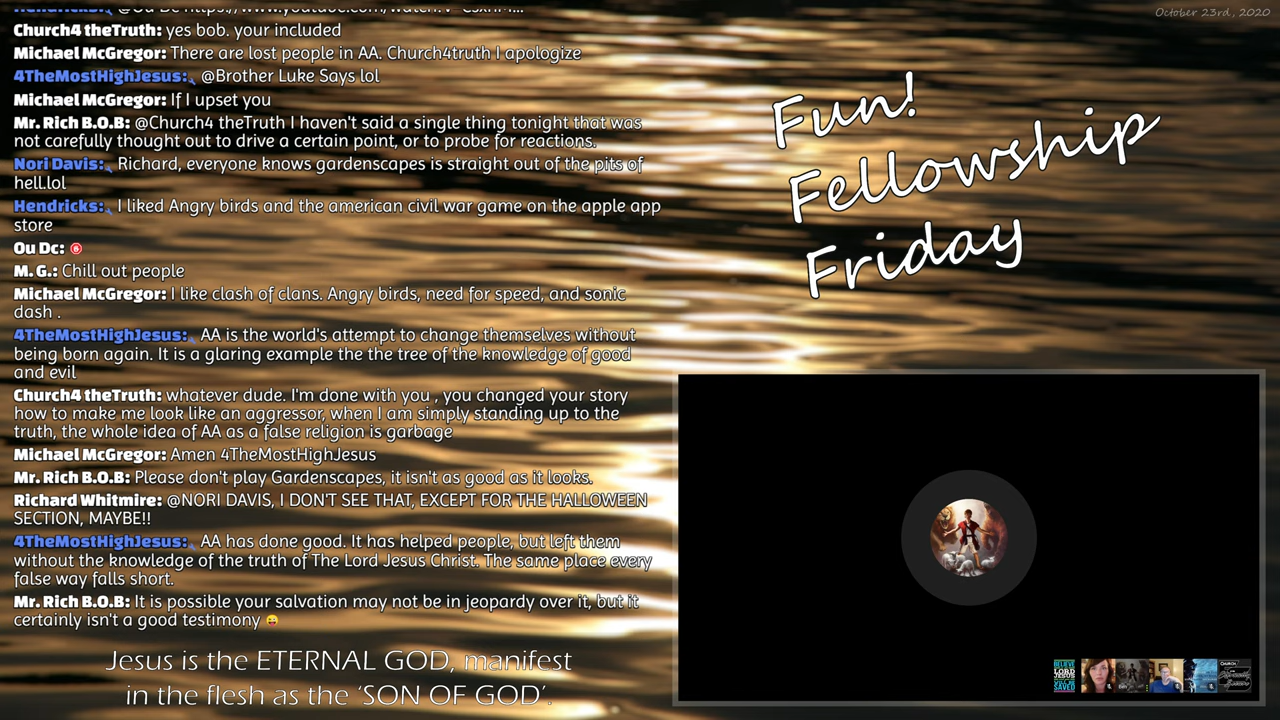 Hendricks: @Ou Dc https://www.youtube.com/watch?v
October 23rd, 2020
Church4 theTruth: yes bob. your included
Michael McGregor: There are lost people in AA. Church4truth I apologize
4TheMostHighJesus: @Brother Luke Says lol
Michael McGregor: If I upset you
Mr. Rich B.O.B: @Church4 theTruth I haven't said a single thing tonight that was
not carefully thought out to drive a certain point, or to probe for reactions.
Nori Davis: Richard, everyone knows gardenscapes is straight out of the pits of
hell.lol
Hendricks: I liked Angry birds and the american civil war game on the apple app
store
Ou Dc:
M. G.: Chill out people
Michael McGregor: I like clash of clans. Angry birds, need for speed, and sonic
dash .
4TheMostHighJesus: AA is the world's attempt to change themselves without
being born again. It is a glaring example the the tree of the knowledge of good
and evil
Church4 theTruth: whatever dude. I'm done with you , you changed your story
how to make me look like an aggressor, when I am simply standing up to the
truth, the whole idea of AA as a false religion is garbage
Michael McGregor: Amen 4TheMostHighJesus
Mr. Rich B.O.B: Please don't play Gardenscapes, it isn't as good as it looks.
Richard Whitmire: @NORI DAVIS, I DON'T SEE THAT, EXCEPT FOR THE HALLOWEEN
SECTION, MAYBE!!
4TheMostHighJesus: AA has done good. It has helped people, but left them
without the knowledge of the truth of The Lord Jesus Christ. The same place every
false way falls short.
Mr. Rich B.O.B: It is possible your salvation may not be in jeopardy over it, but it
certainly isn't a good testimony 😜
Jesus is the ETERNAL GOD, manifest
in the flesh as the ‘SON OF GOD’.
Fun!
Fellowship
Friday
BELIEVE
LORD
JESUS
SAVED
CHURCH